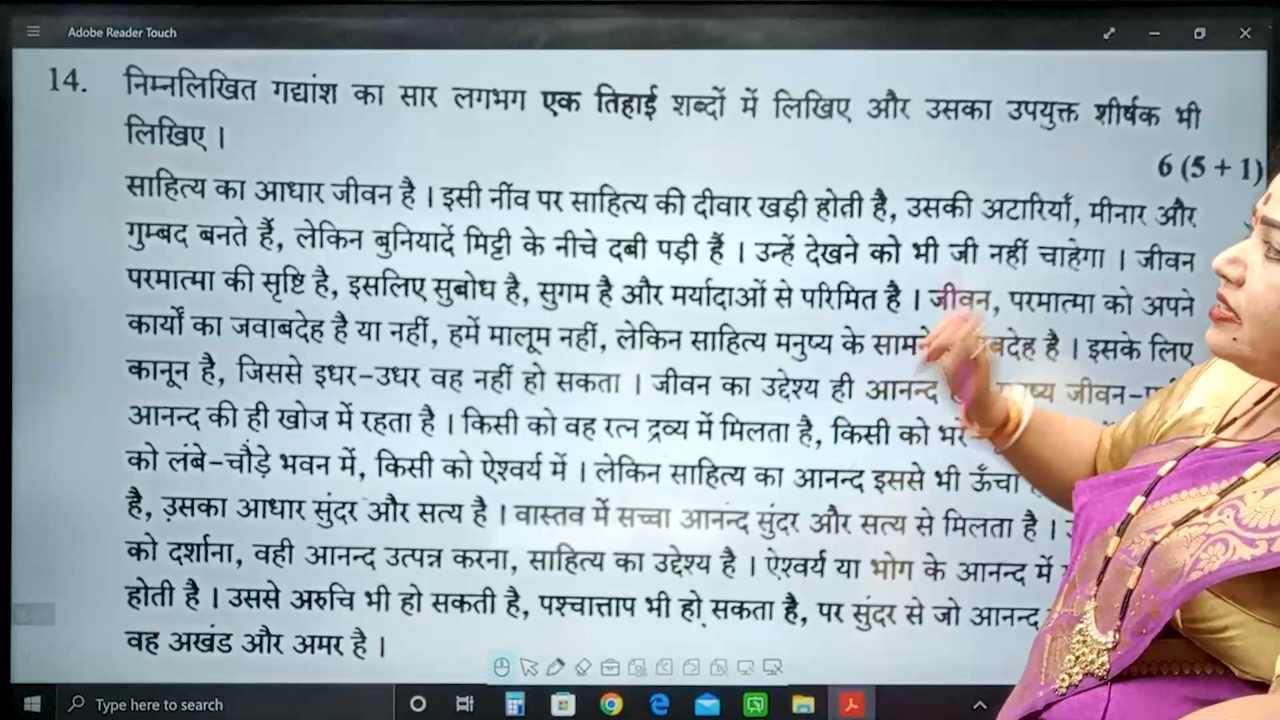 Adobe Reader Touch
14. निम्नलिखित गद्यांश का सार लगभग एक तिहाई शब्दों में लिखिए और उसका उपयुक्त शीर्षक भी
लिखिए ।
6 (5 + 1)
साहित्य का आधार जीवन है । इसी नींव पर साहित्य की दीवार खड़ी होती है, उसकी अटारियाँ, मीनार और
गुम्बद बनते हैं, लेकिन बुनियादें मिट्टी के नीचे दबी पड़ी हैं । उन्हें देखने को भी जी नहीं चाहेगा । जीवन
परमात्मा की सृष्टि है, इसलिए सुबोध है, सुगम है और मर्यादाओं से परिमित है । जीवन, परमात्मा को अपने
कार्यों का जवाबदेह है या नहीं, हमें मालूम नहीं, लेकिन साहित्य मनुष्य के है । इसके लिए
कानून है, जिससे इधर-उधर वह नहीं हो सकता । जीवन का उद्देश्य ही आनन्द
आनन्द की ही खोज में रहता है । किसी को वह रत्न द्रव्य में मिलता है, किसी को
को लंबे-चौड़े भवन में, किसी को ऐश्वर्य में । लेकिन साहित्य का आनन्द इससे भी ऊँचा
है, उसका आधार सुंदर और सत्य है । वास्तव में सच्चा आनन्द सुंदर और सत्य से मिलता है ।
को दर्शाना, वही आनन्द उत्पन्न करना, साहित्य का उद्देश्य है । ऐश्वर्य या भोग के आनन्द में
होती है । उससे अरुचि भी हो सकती है, पश्चात्ताप भी हो सकता है, पर सुंदर से जो आनन्द
वह अखंड और अमर है ।
Type here to search